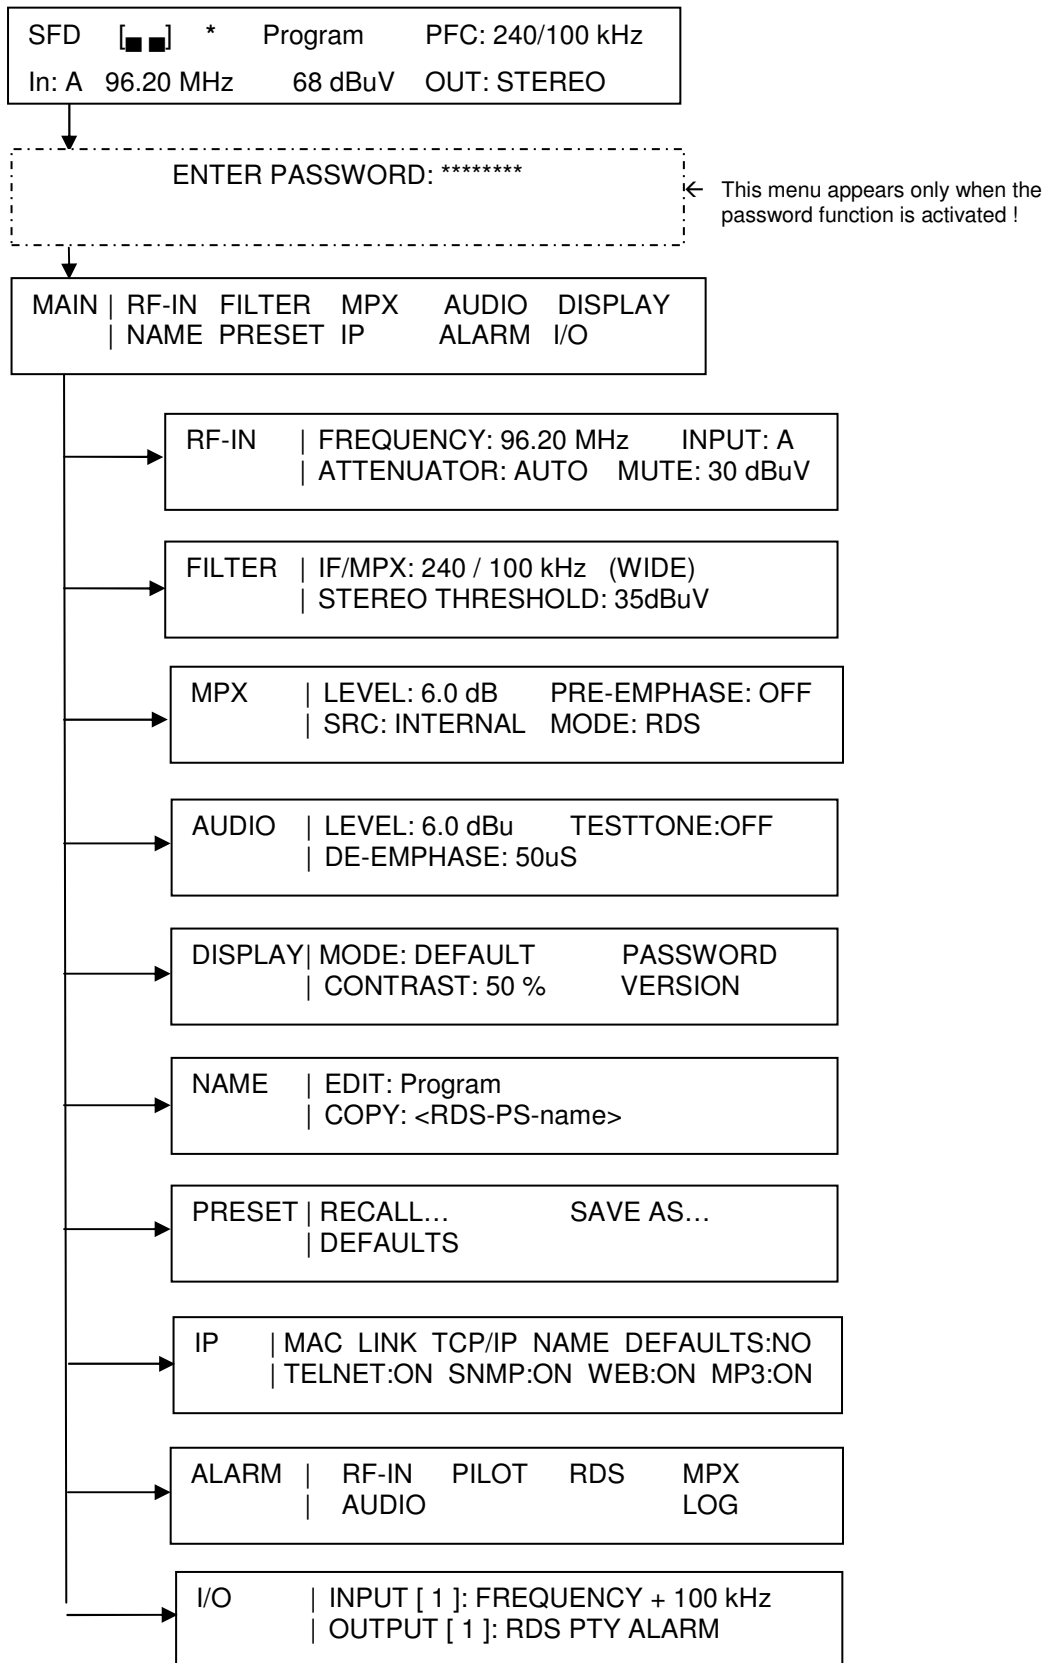 SFD [▄ ▄] * Program PFC: 240/100 kHz
In: A 96.20 MHz 68 dBuV OUT: STEREO
ENTER PASSWORD: ********
← This menu appears only when the
password function is activated !
MAIN | RF-IN FILTER MPX AUDIO DISPLAY
| NAME PRESET IP ALARM I/O
RF-IN | FREQUENCY: 96.20 MHz INPUT: A
| ATTENUATOR: AUTO MUTE: 30 dBuV
FILTER | IF/MPX: 240 / 100 kHz (WIDE)
| STEREO THRESHOLD: 35dBuV
MPX | LEVEL: 6.0 dB PRE-EMPHASE: OFF
| SRC: INTERNAL MODE: RDS
AUDIO | LEVEL: 6.0 dBu TESTTONE:OFF
| DE-EMPHASE: 50uS
DISPLAY| MODE: DEFAULT PASSWORD
| CONTRAST: 50 % VERSION
NAME | EDIT: Program
| COPY: <RDS-PS-name>
PRESET | RECALL… SAVE AS…
| DEFAULTS
IP | MAC LINK TCP/IP NAME DEFAULTS:NO
| TELNET:ON SNMP:ON WEB:ON MP3:ON
ALARM | RF-IN PILOT RDS MPX
| AUDIO LOG
I/O | INPUT [ 1 ]: FREQUENCY + 100 kHz
| OUTPUT [ 1 ]: RDS PTY ALARM